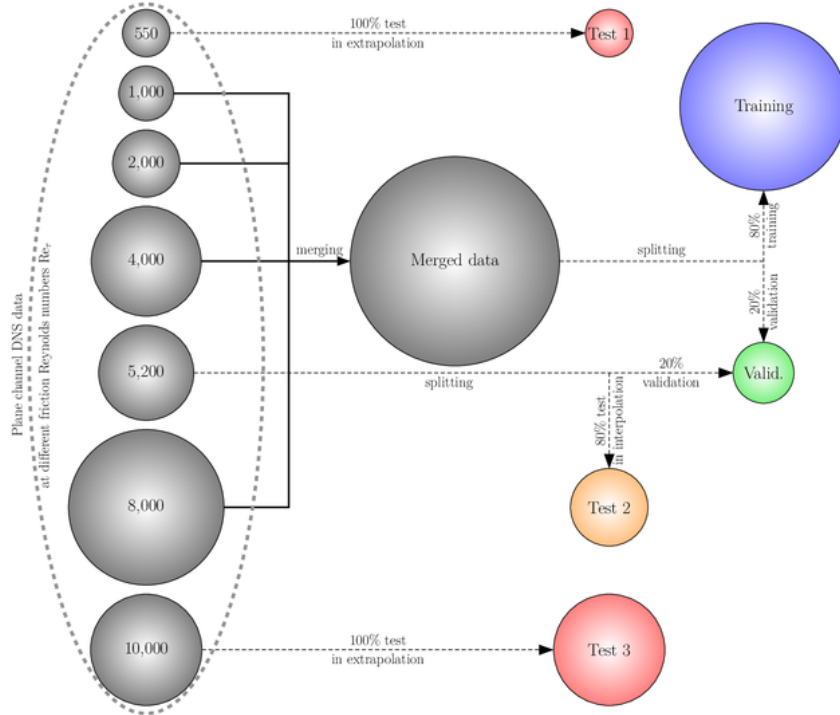 Plane channel DNS data
at different friction Reynolds numbers Reτ
550
100% test
in extrapolation
Test 1
1,000
2,000
4,000
merging
Merged data
splitting
80%
training
Training
20%
validation
5,200
splitting
20%
validation
Valid.
80% test
in interpolation
Test 2
8,000
10,000
100% test
in extrapolation
Test 3